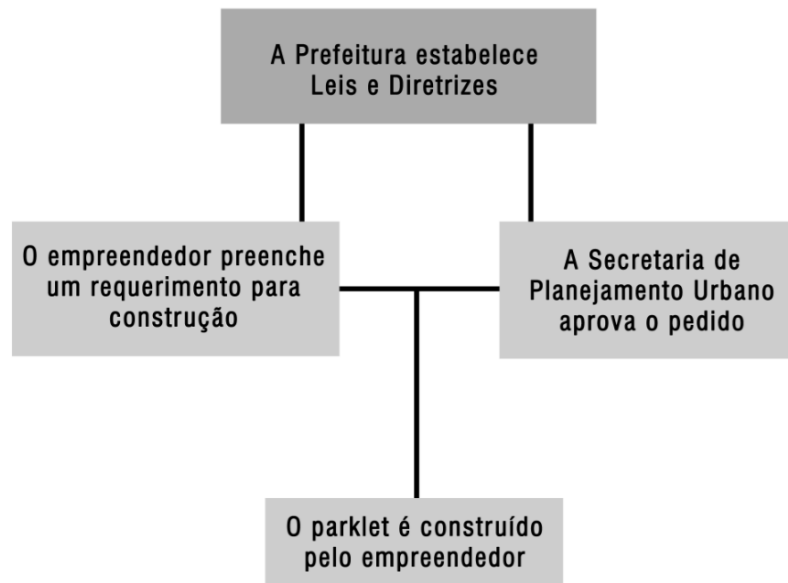 A Prefeitura estabelece
Leis e Diretrizes
O empreendedor preenche
um requerimento para
construção
A Secretaria de
Planejamento Urbano
aprova o pedido
O parklet é construído
pelo empreendedor